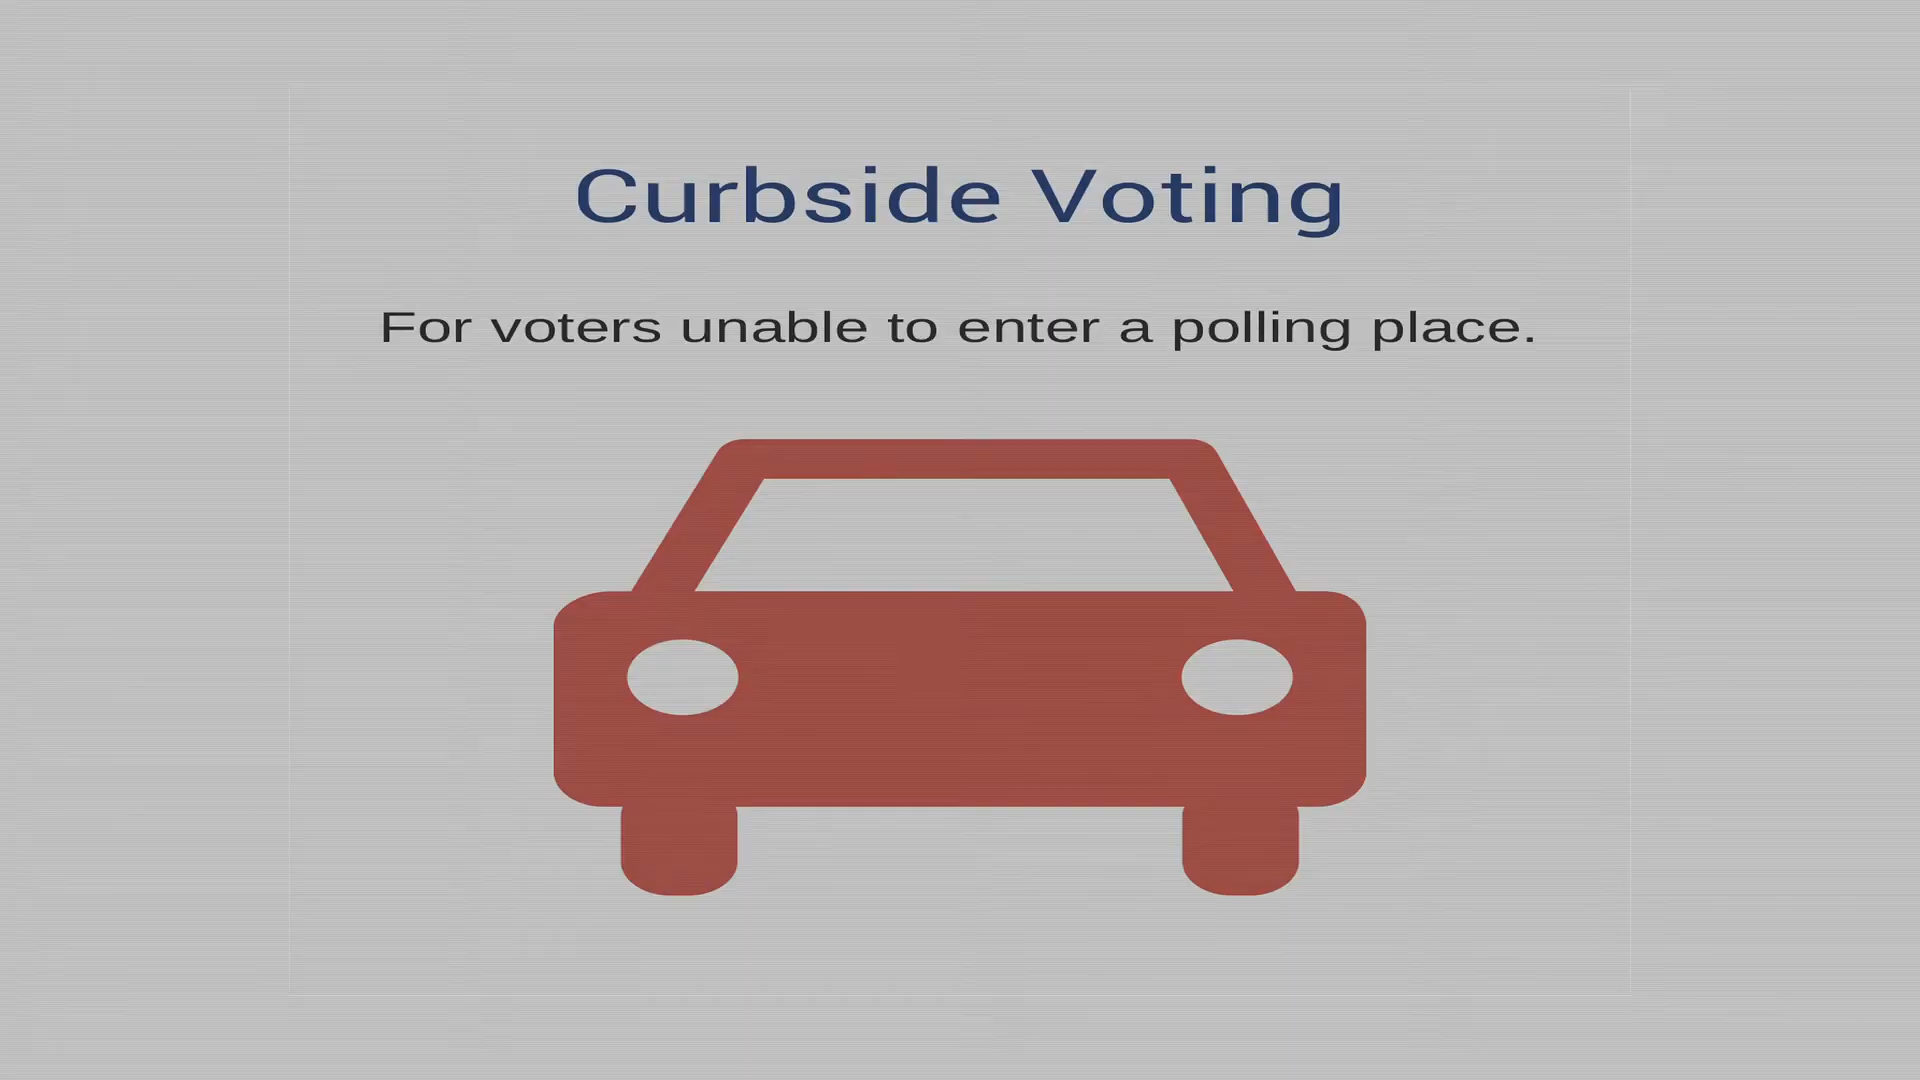 Curbside Voting
For voters unable to enter a polling place.